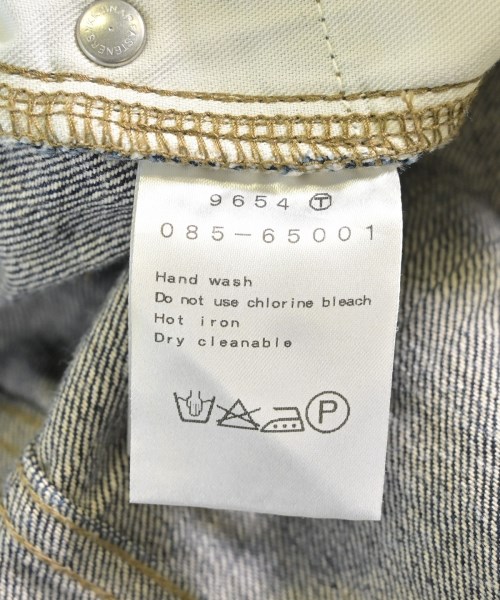 9654 Ⓣ
085-65001
Hand wash
Do not use chlorine bleach
Hot iron
Dry cleanable
P